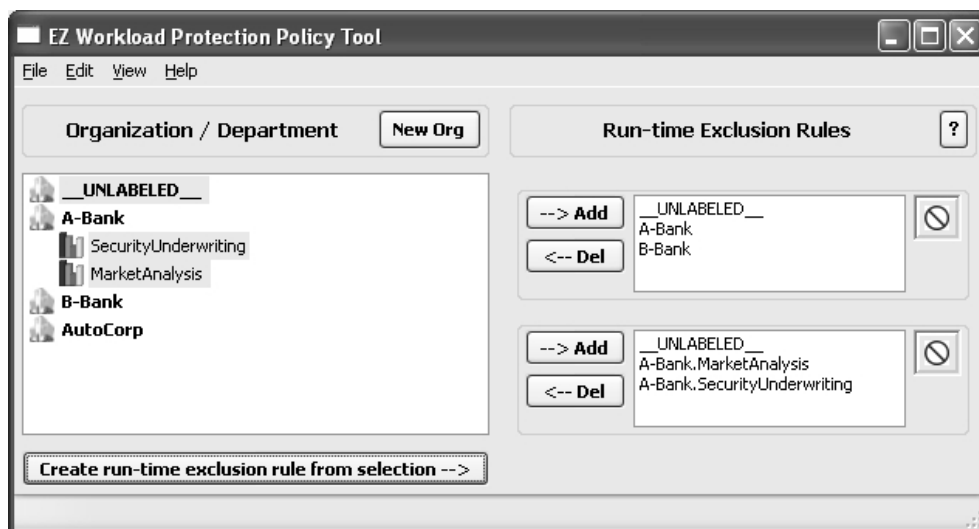 EZ Workload Protection Policy Tool
File Edit View Help
Organization / Department New Org
Run-time Exclusion Rules ?
__UNLABELED__
A-Bank
SecurityUnderwriting
MarketAnalysis
B-Bank
AutoCorp
Create run-time exclusion rule from selection -->
--> Add
<-- Del
__UNLABELED__
A-Bank
B-Bank
--> Add
<-- Del
__UNLABELED__
A-Bank.MarketAnalysis
A-Bank.SecurityUnderwriting